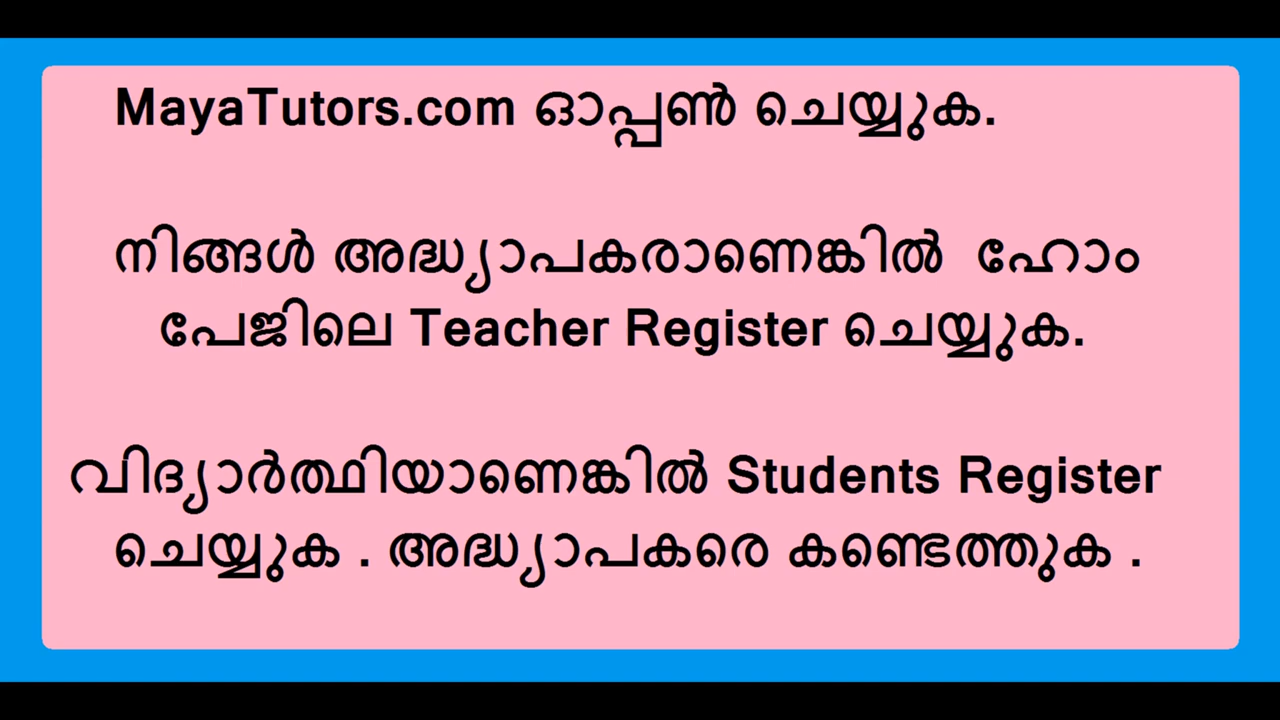 MayaTutors.com ഓപ്പൺ ചെയ്യുക.
നിങ്ങൾ അദ്ധ്യാപകരാണെങ്കിൽ ഹോം
പേജിലെ Teacher Register ചെയ്യുക.
വിദ്യാർത്ഥിയാണെങ്കിൽ Students Register
ചെയ്യുക . അദ്ധ്യാപകരെ കണ്ടെത്തുക .